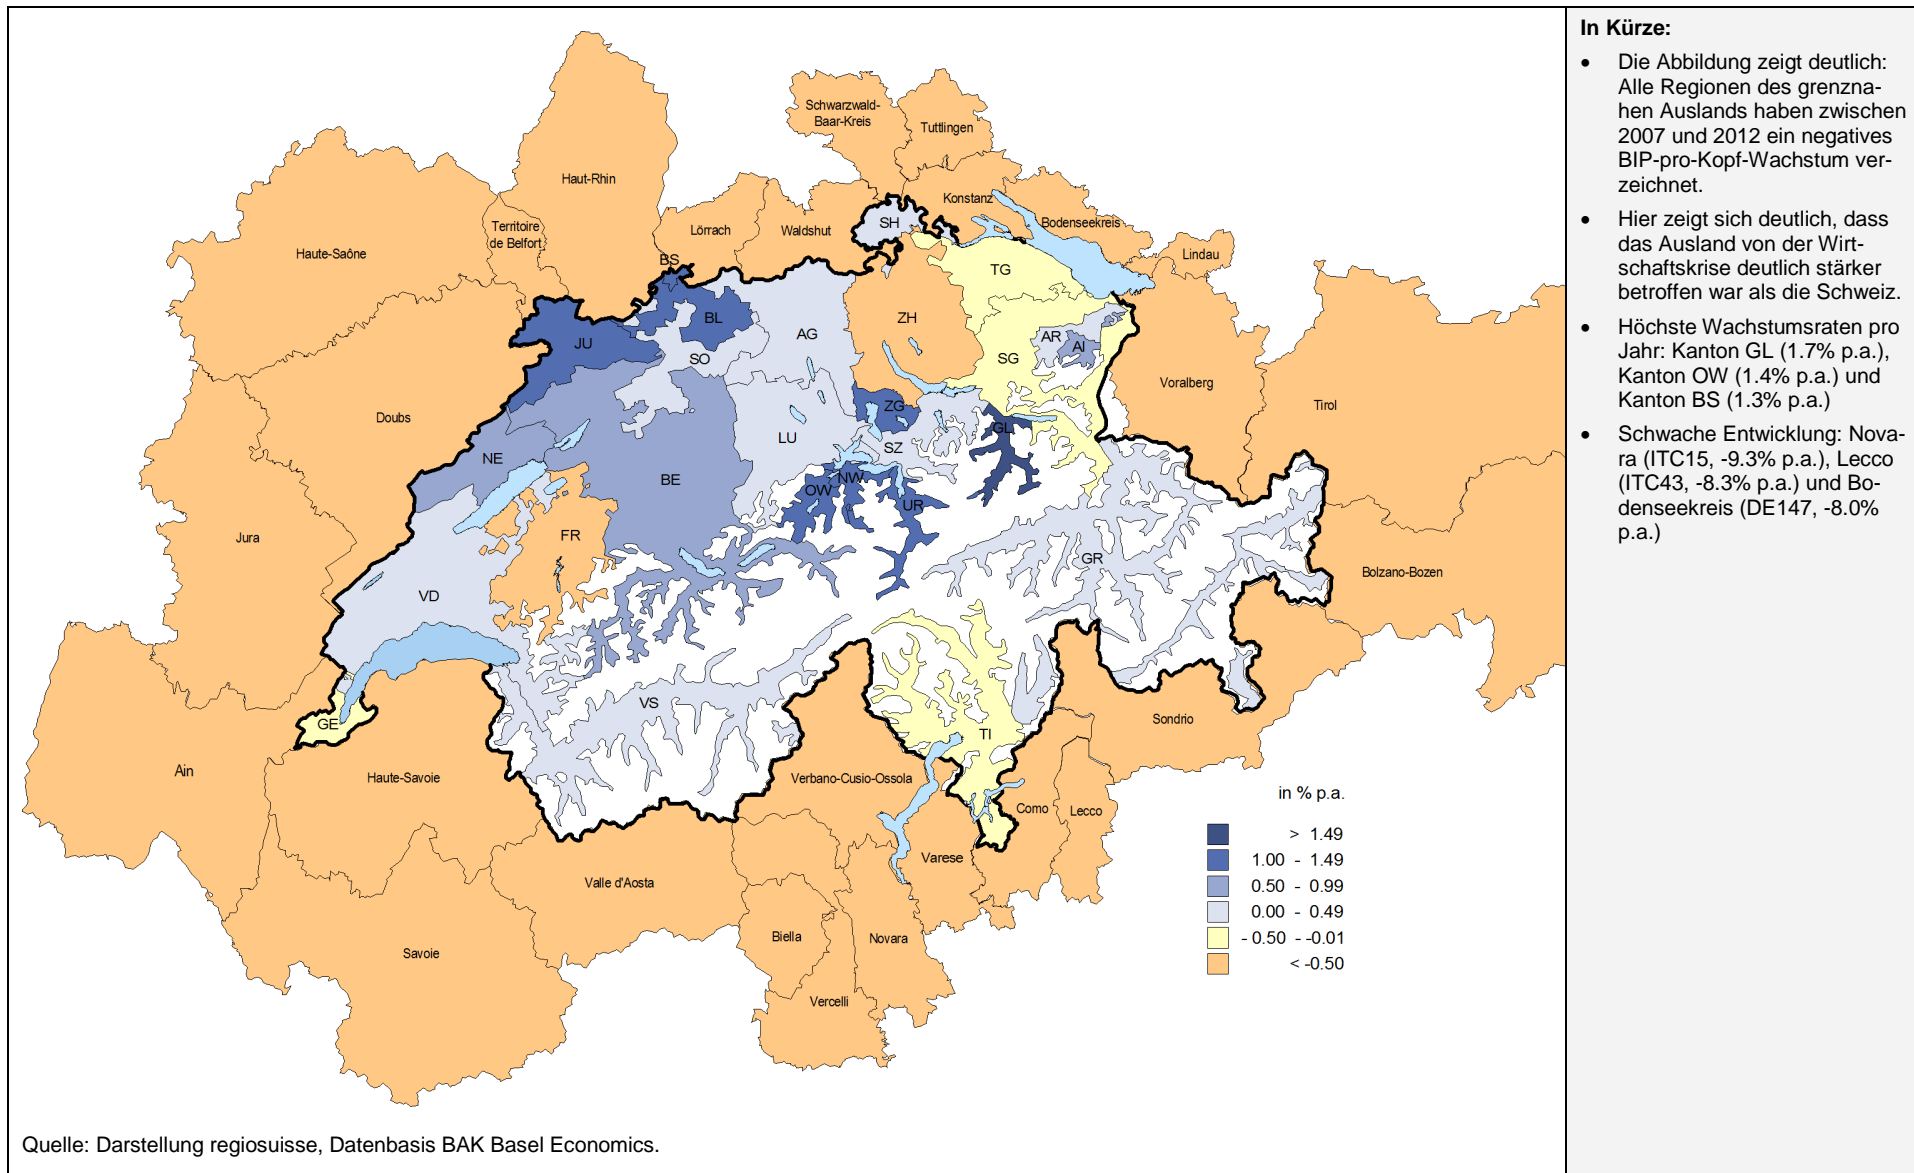 Schwarzwald-
Baar-Kreis
Tuttlingen
Haut-Rhin
Konstanz
Territoire
de Belfort
Lörrach
Waldshut
SH
Bodenseekreis
Haute-Saône
Lindau
BS
TG
BL
ZH
AG
JU
AR
AI
SO
SG
Voralberg
Tirol
Doubs
ZG
GL
LU
SZ
NE
BE
NW
OW
UR
Jura
FR
GR
Bolzano-Bozen
VD
VS
GE
Sondrio
TI
Ain
Haute-Savoie
Verbano-Cusio-Ossola
Como
Lecco
Varese
Valle d'Aosta
Biella
Novara
Savoie
Vercelli
in % p.a.
> 1.49
1.00 - 1.49
0.50 - 0.99
0.00 - 0.49
- 0.50 - -0.01
< -0.50
Quelle: Darstellung regiosuisse, Datenbasis BAK Basel Economics.
In Kürze:
• Die Abbildung zeigt deutlich:
Alle Regionen des grenzna-
hen Auslands haben zwischen
2007 und 2012 ein negatives
BIP-pro-Kopf-Wachstum ver-
zeichnet.
• Hier zeigt sich deutlich, dass
das Ausland von der Wirt-
schaftskrise deutlich stärker
betroffen war als die Schweiz.
• Höchste Wachstumsraten pro
Jahr: Kanton GL (1.7% p.a.),
Kanton OW (1.4% p.a.) und
Kanton BS (1.3% p.a.)
• Schwache Entwicklung: Nova-
ra (ITC15, -9.3% p.a.), Lecco
(ITC43, -8.3% p.a.) und Bo-
denseekreis (DE147, -8.0%
p.a.)